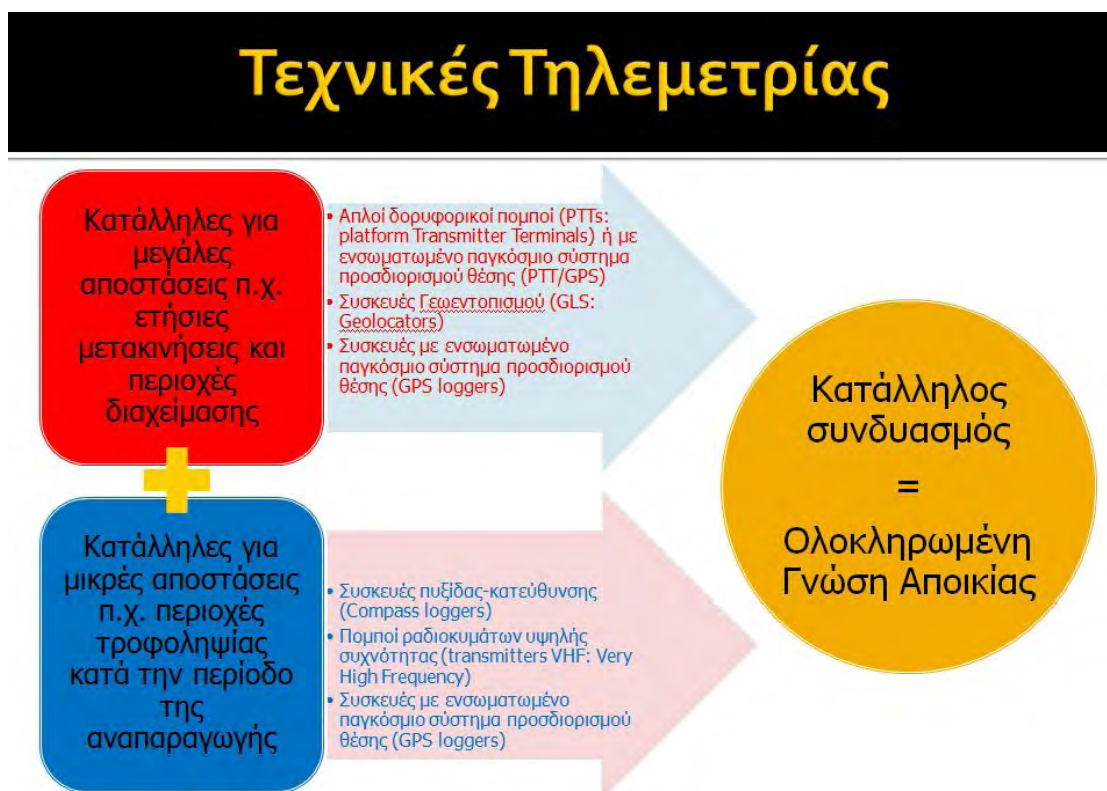 Τεχνικές Τηλεμετρίας
Κατάλληλες για
μεγάλες
αποστάσεις π.χ.
ετήσιες
μετακινήσεις και
περιοχές
διαχείμασης
• Απλοί δορυφορικοί πομποί (PTTs:
platform Transmitter Terminals) ή με
ενσωματωμένο παγκόσμιο σύστημα
προσδιορισμού θέσης (PTT/GPS)
• Συσκευές Γεωεντοπισμού (GLS:
Geolocators)
• Συσκευές με ενσωματωμένο
παγκόσμιο σύστημα προσδιορισμού
θέσης (GPS loggers)
Κατάλληλες για
μικρές αποστάσεις
π.χ. περιοχές
τροφοληψίας
κατά την περίοδο
της
αναπαραγωγής
• Συσκευές πυξίδας-κατεύθυνσης
(Compass loggers)
• Πομποί ραδιοκυμάτων υψηλής
συχνότητας (transmitters VHF: Very
High Frequency)
• Συσκευές με ενσωματωμένο
παγκόσμιο σύστημα προσδιορισμού
θέσης (GPS loggers)
Κατάλληλος
συνδυασμός
=
Ολοκληρωμένη
Γνώση Αποικίας